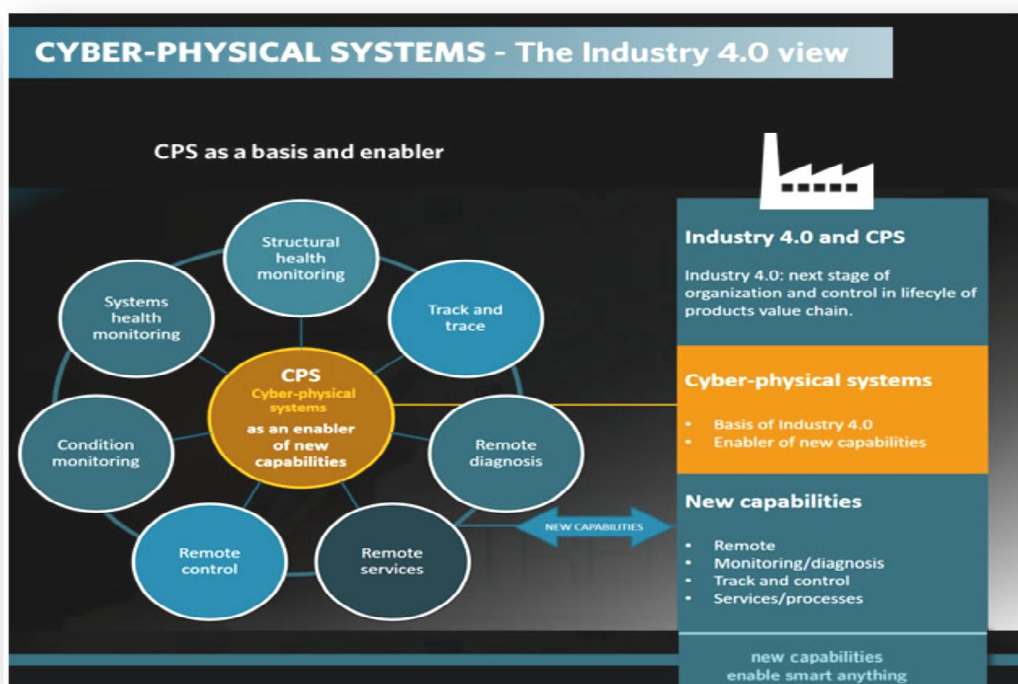 CYBER-PHYSICAL SYSTEMS - The Industry 4.0 view
CPS as a basis and enabler
Structural
health
monitoring
Systems
health
monitoring
Track and
trace
CPS
Cyber-physical
systems
as an enabler
of new
capabilities
Condition
monitoring
Remote
diagnosis
Remote
control
Remote
services
NEW CAPABILITIES
Industry 4.0 and CPS
Industry 4.0: next stage of
organization and control in lifecyle of
products value chain.
Cyber-physical systems
• Basis of Industry 4.0
• Enabler of new capabilities
New capabilities
• Remote
• Monitoring/diagnosis
• Track and control
• Services/processes
new capabilities
enable smart anything